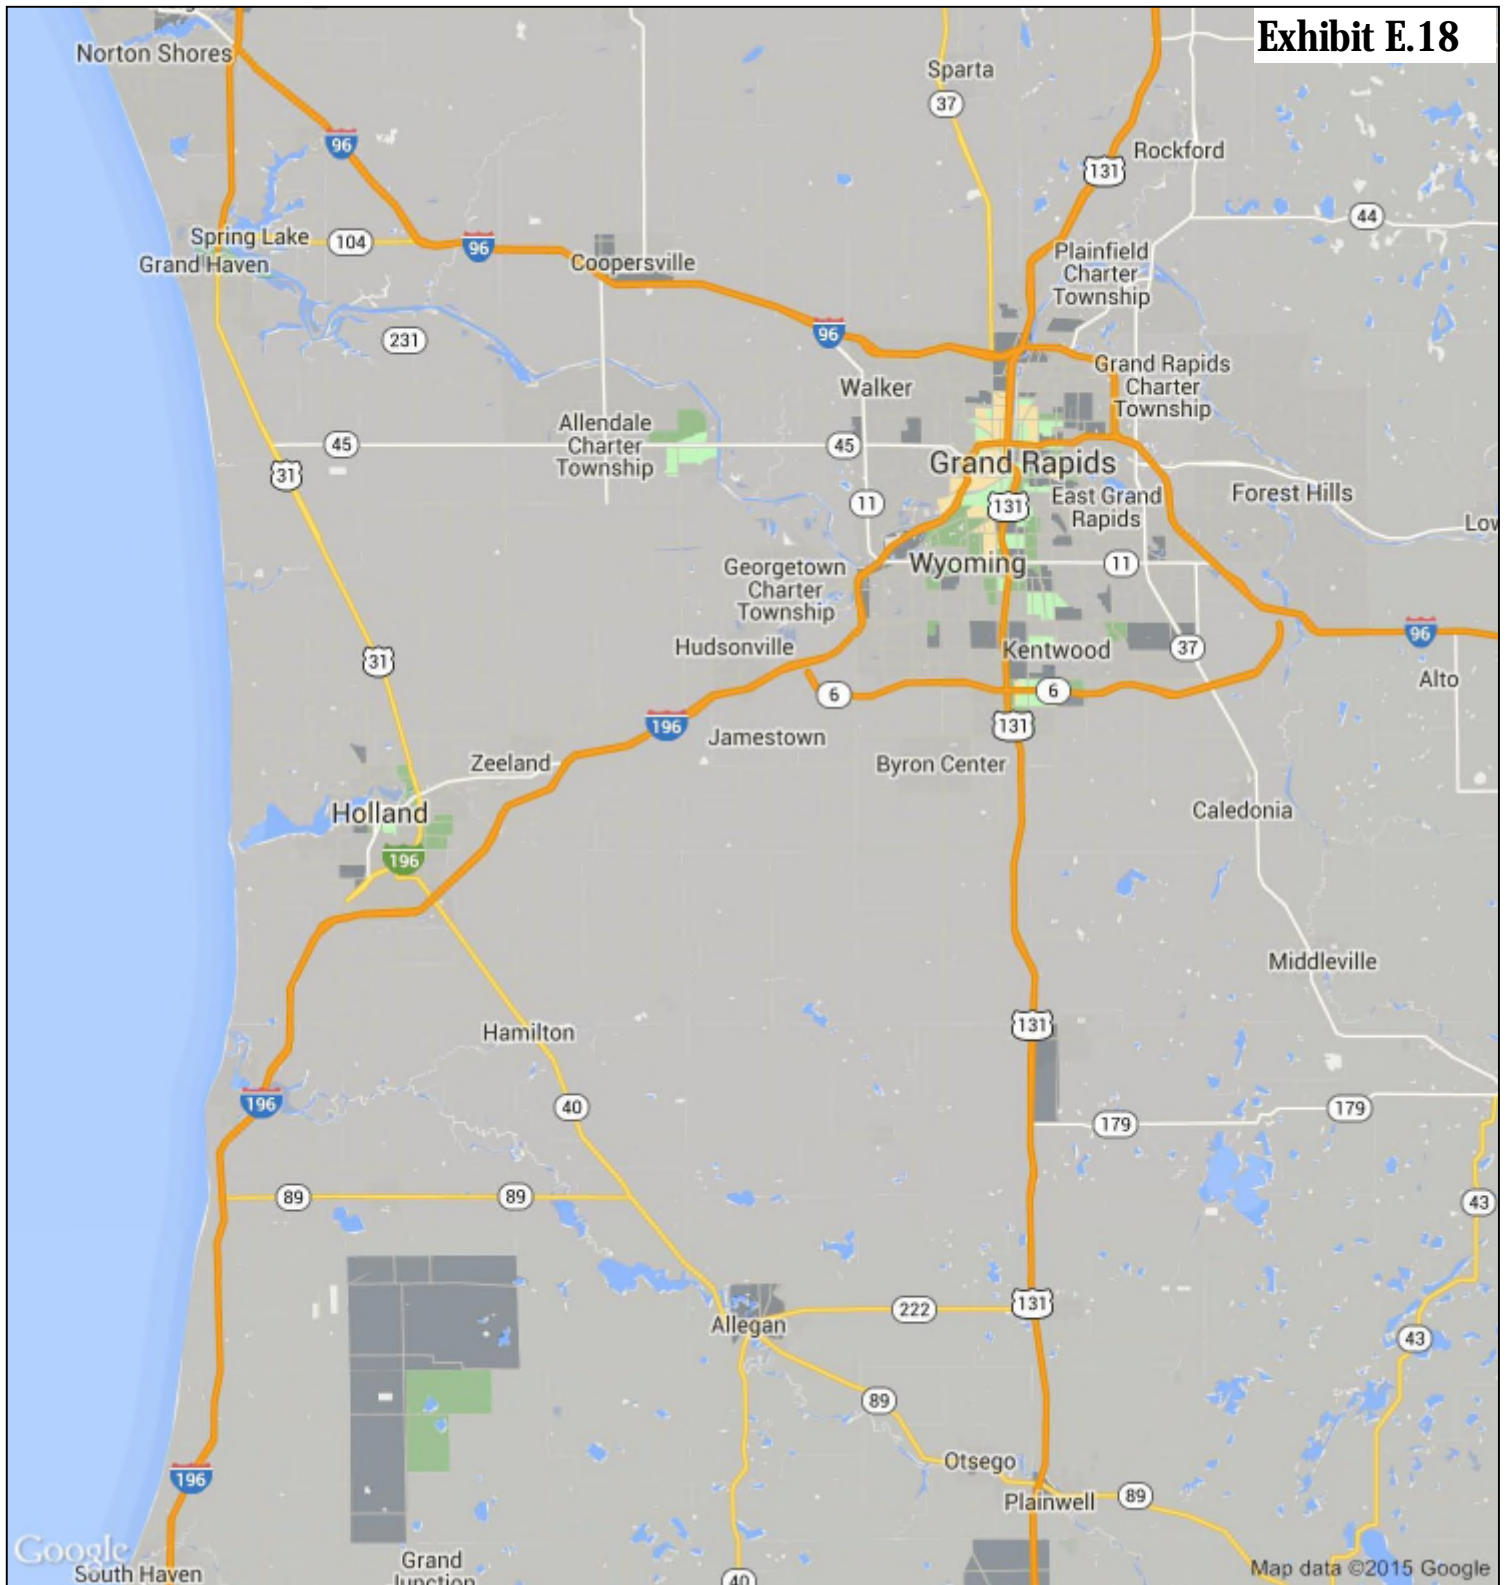 Exhibit E.18
Norton Shores
Sparta
37
96
Rockford
131
44
Spring Lake
104
96
Grand Haven
Coopersville
Plainfield
Charter
Township
231
96
Walker
Grand Rapids
Charter
Township
Allendale
Charter
Township
45
45
31
Grand Rapids
11
131
East Grand
Rapids
Forest Hills
Low
Georgetown
Charter
Township
Wyoming
11
Hudsonville
31
Kentwood
37
96
Alto
6
6
196
131
Jamestown
Zeeland
Byron Center
Holland
Caledonia
196
Middleville
Hamilton
131
196
40
179
179
89
89
43
222
131
Allegan
43
89
Otsego
196
Plainwell
89
Google
South Haven
Grand
Junction
40
Map data ©2015 Google